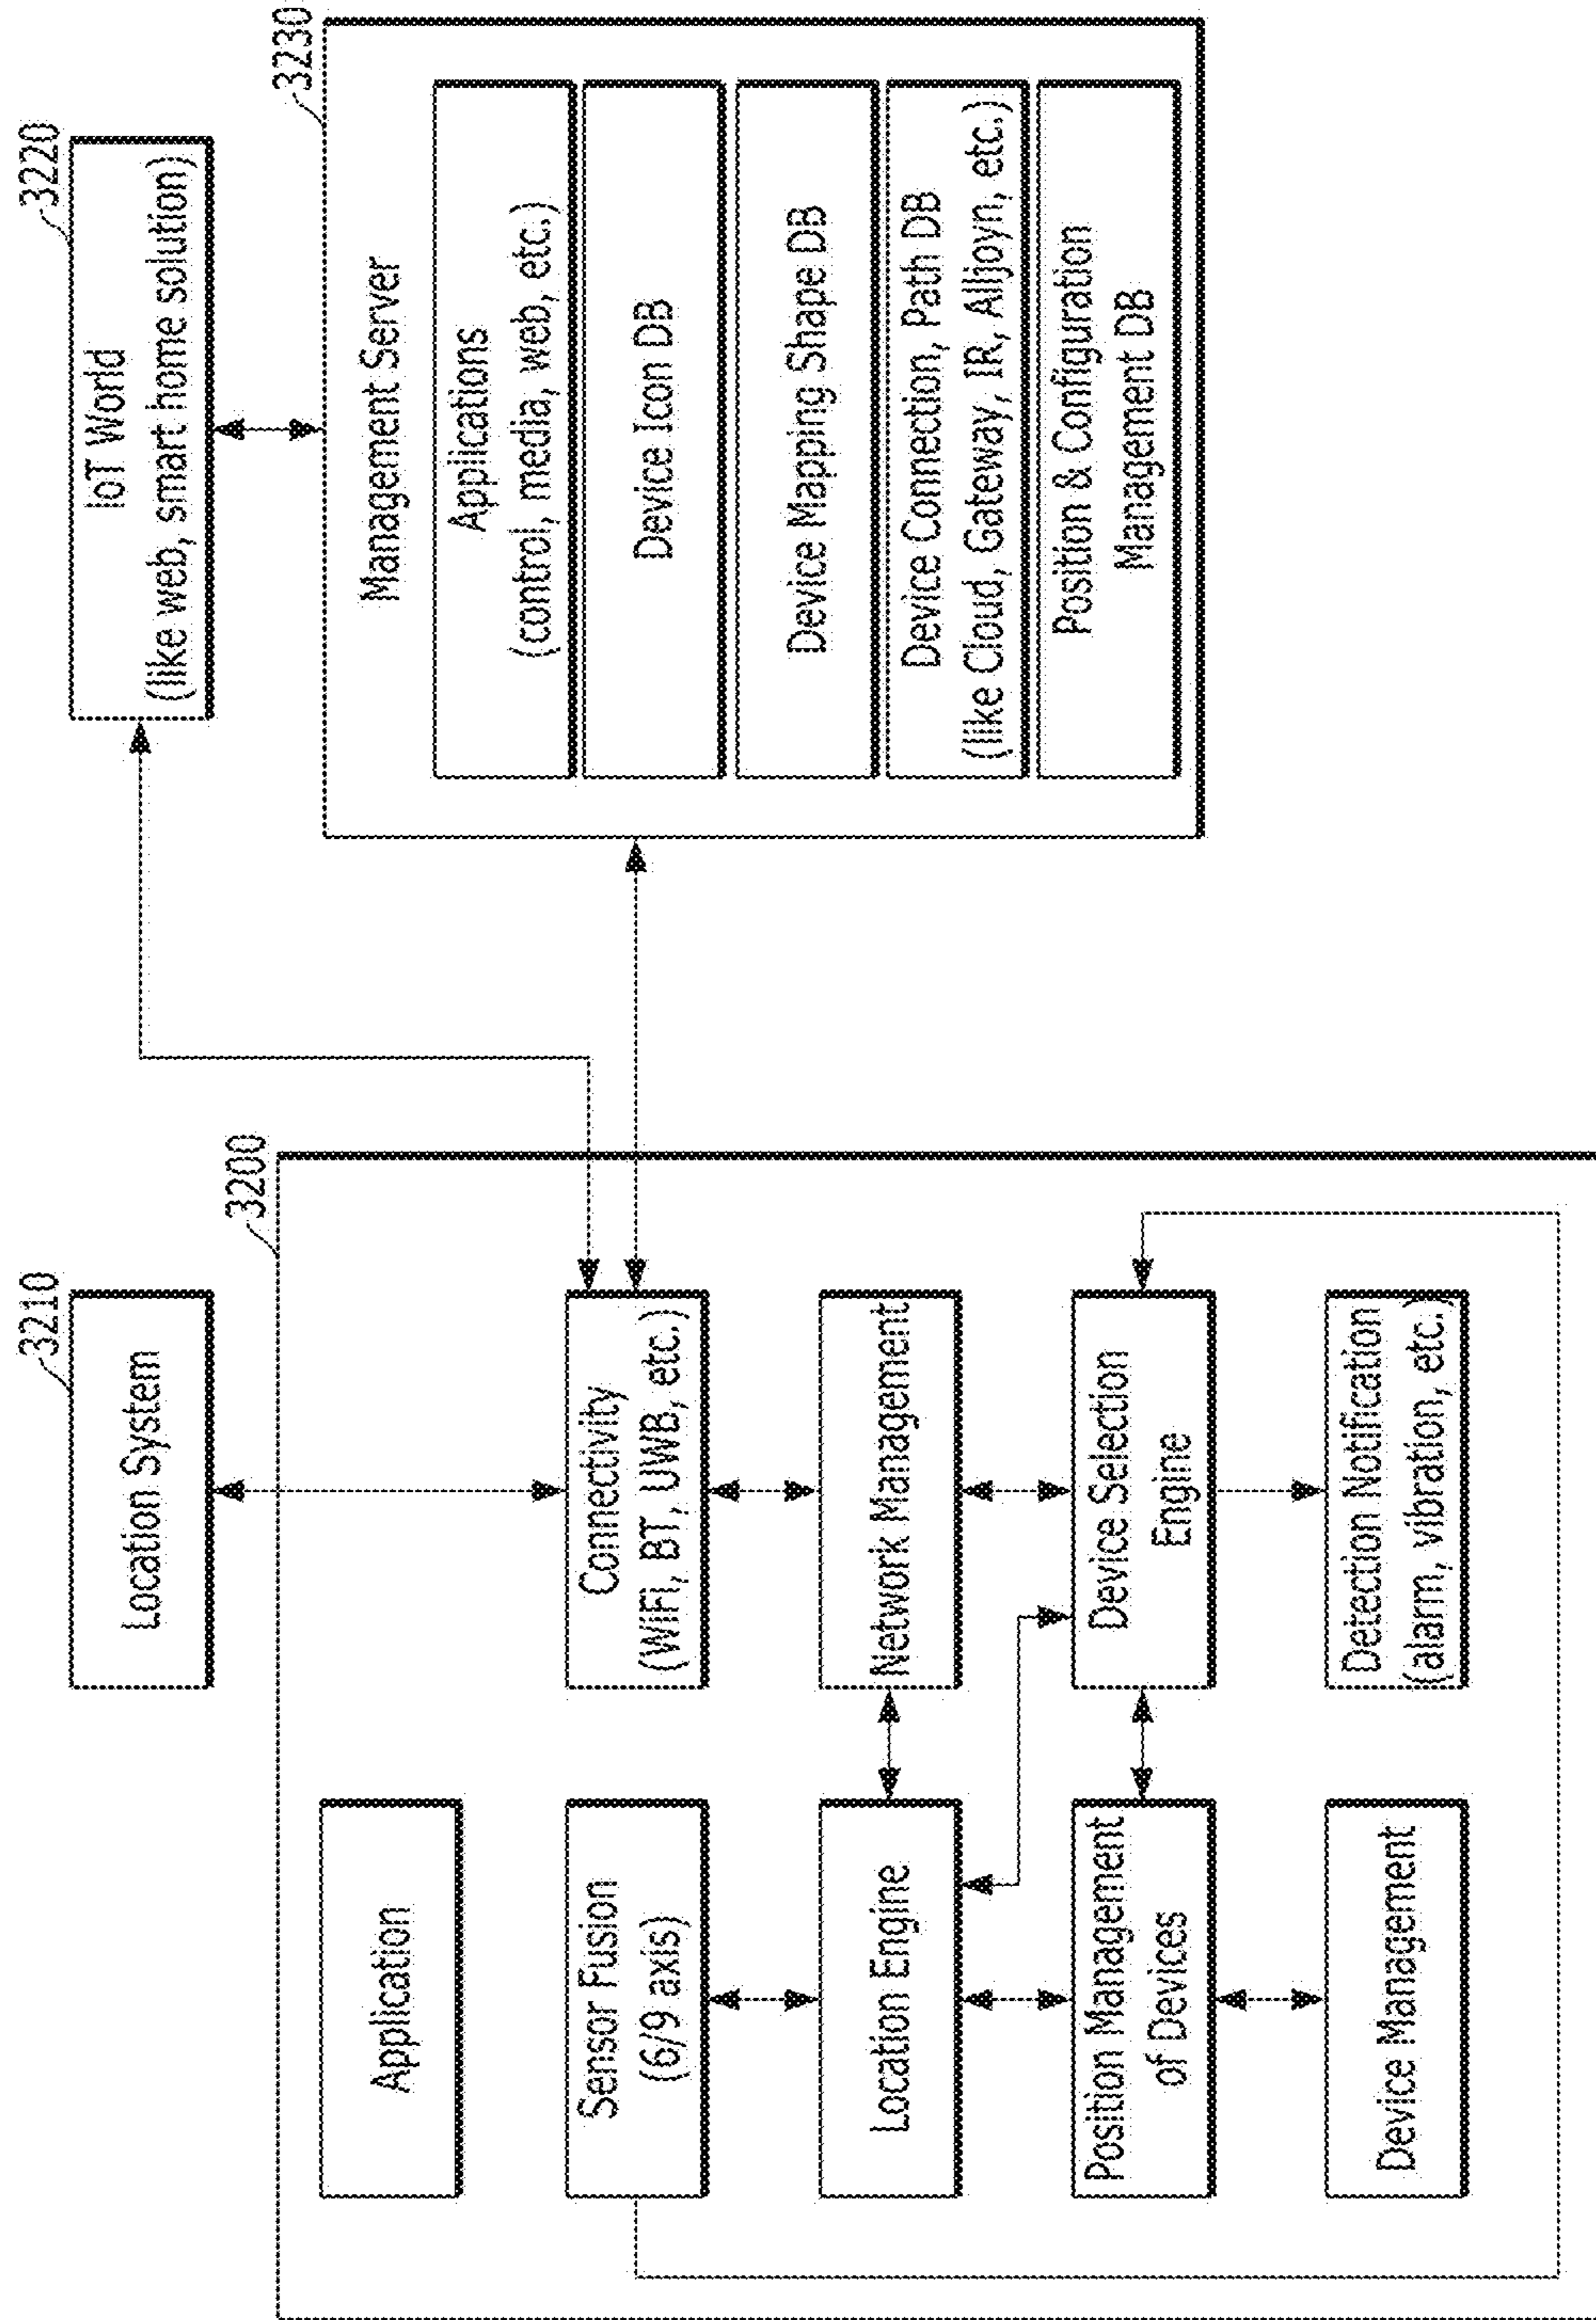 3210
Location System
3200
Application
Sensor Fusion
(6/9 axis)
Location Engine
Position Management
of Devices
Device Management
Connectivity
(WiFi, BT, UWB, etc.)
Network Management
Device Selection
Engine
Detection Notification
(alarm, vibration, etc.)
3220
IoT World
(like web, smart home solution)
3230
Management Server
Applications
(control, media, web, etc.)
Device Icon DB
Device Mapping Shape DB
Device Connection, Path DB
(like Cloud, Gateway, IR, Alljoyn, etc.)
Position & Configuration
Management DB